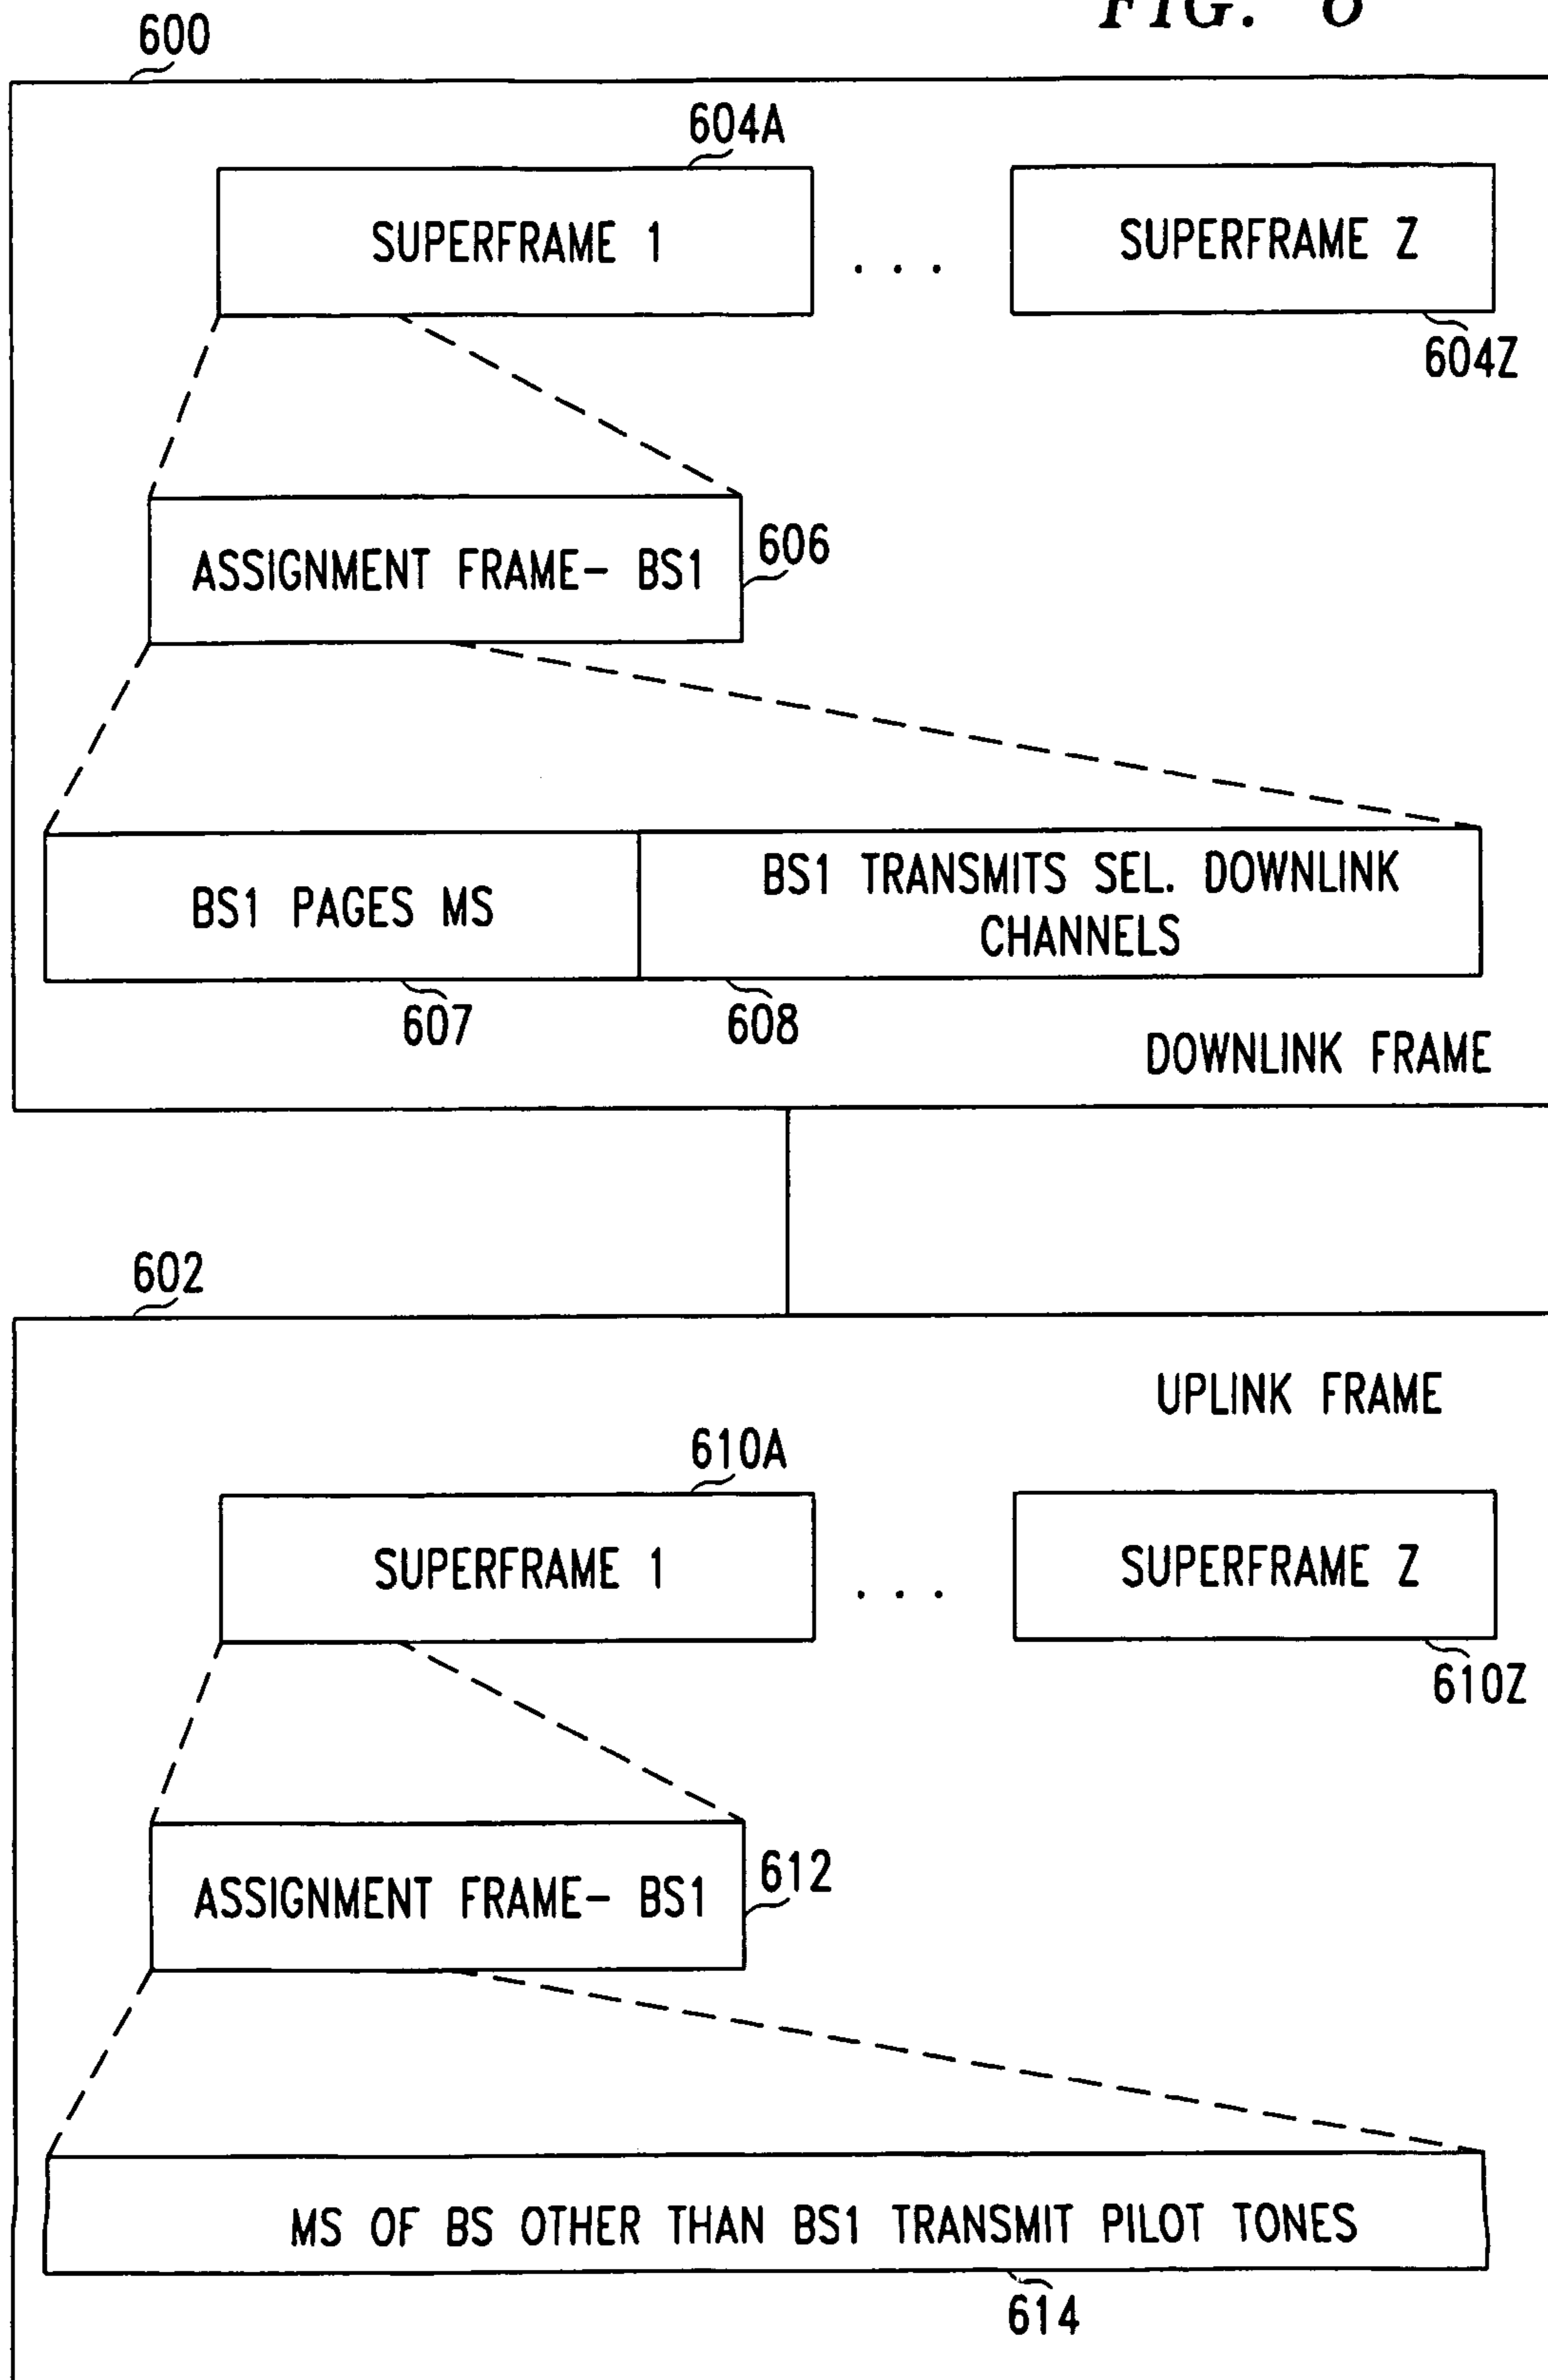 FIG. 6
600
604A
SUPERFRAME 1
. . .
SUPERFRAME Z
604Z
ASSIGNMENT FRAME- BS1
606
BS1 PAGES MS
BS1 TRANSMITS SEL. DOWNLINK
CHANNELS
607
608
DOWNLINK FRAME
602
UPLINK FRAME
610A
SUPERFRAME 1
. . .
SUPERFRAME Z
610Z
ASSIGNMENT FRAME- BS1
612
MS OF BS OTHER THAN BS1 TRANSMIT PILOT TONES
614